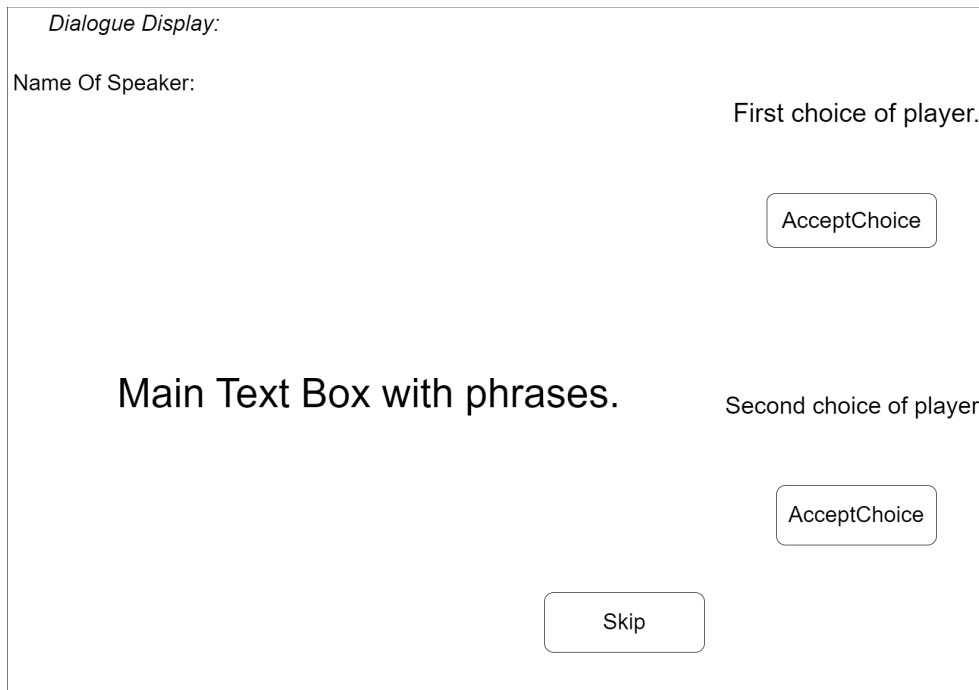 Dialogue Display:
Name Of Speaker:
First choice of player.
AcceptChoice
Main Text Box with phrases.
Second choice of player
AcceptChoice
Skip